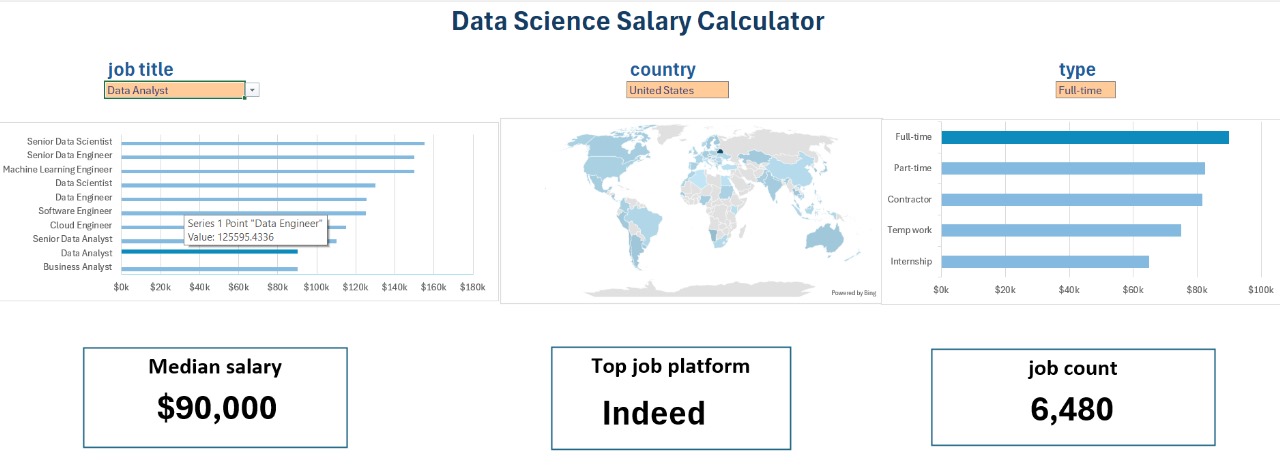 Data Science Salary Calculator
job title
Data Analyst
country
United States
type
Full-time
Senior Data Scientist
Senior Data Engineer
Machine Learning Engineer
Data Scientist
Data Engineer
Software Engineer
Cloud Engineer
Senior Data Analyst
Data Analyst
Business Analyst
Series 1 Point "Data Engineer"
Value: 125595.4336
$0k $20k $40k $60k $80k $100k $120k $140k $160k $180k
Powered by Bing
Full-time
Part-time
Contractor
Temp work
Internship
$0k $20k $40k $60k $80k $100k
Median salary
$90,000
Top job platform
Indeed
job count
6,480